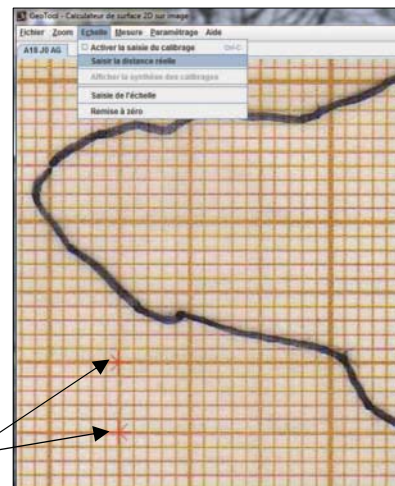 GeoTool - Calculateur de surface 2D sur image
Fichier Zoom Echelle Mesure Paramétrage Aide
A18 J0 AG
Activer la saisie du calibrage Ctrl-C
Saisir la distance réelle
Afficher la synthèse des calibrages
Saisie de l'échelle
Remise à zéro